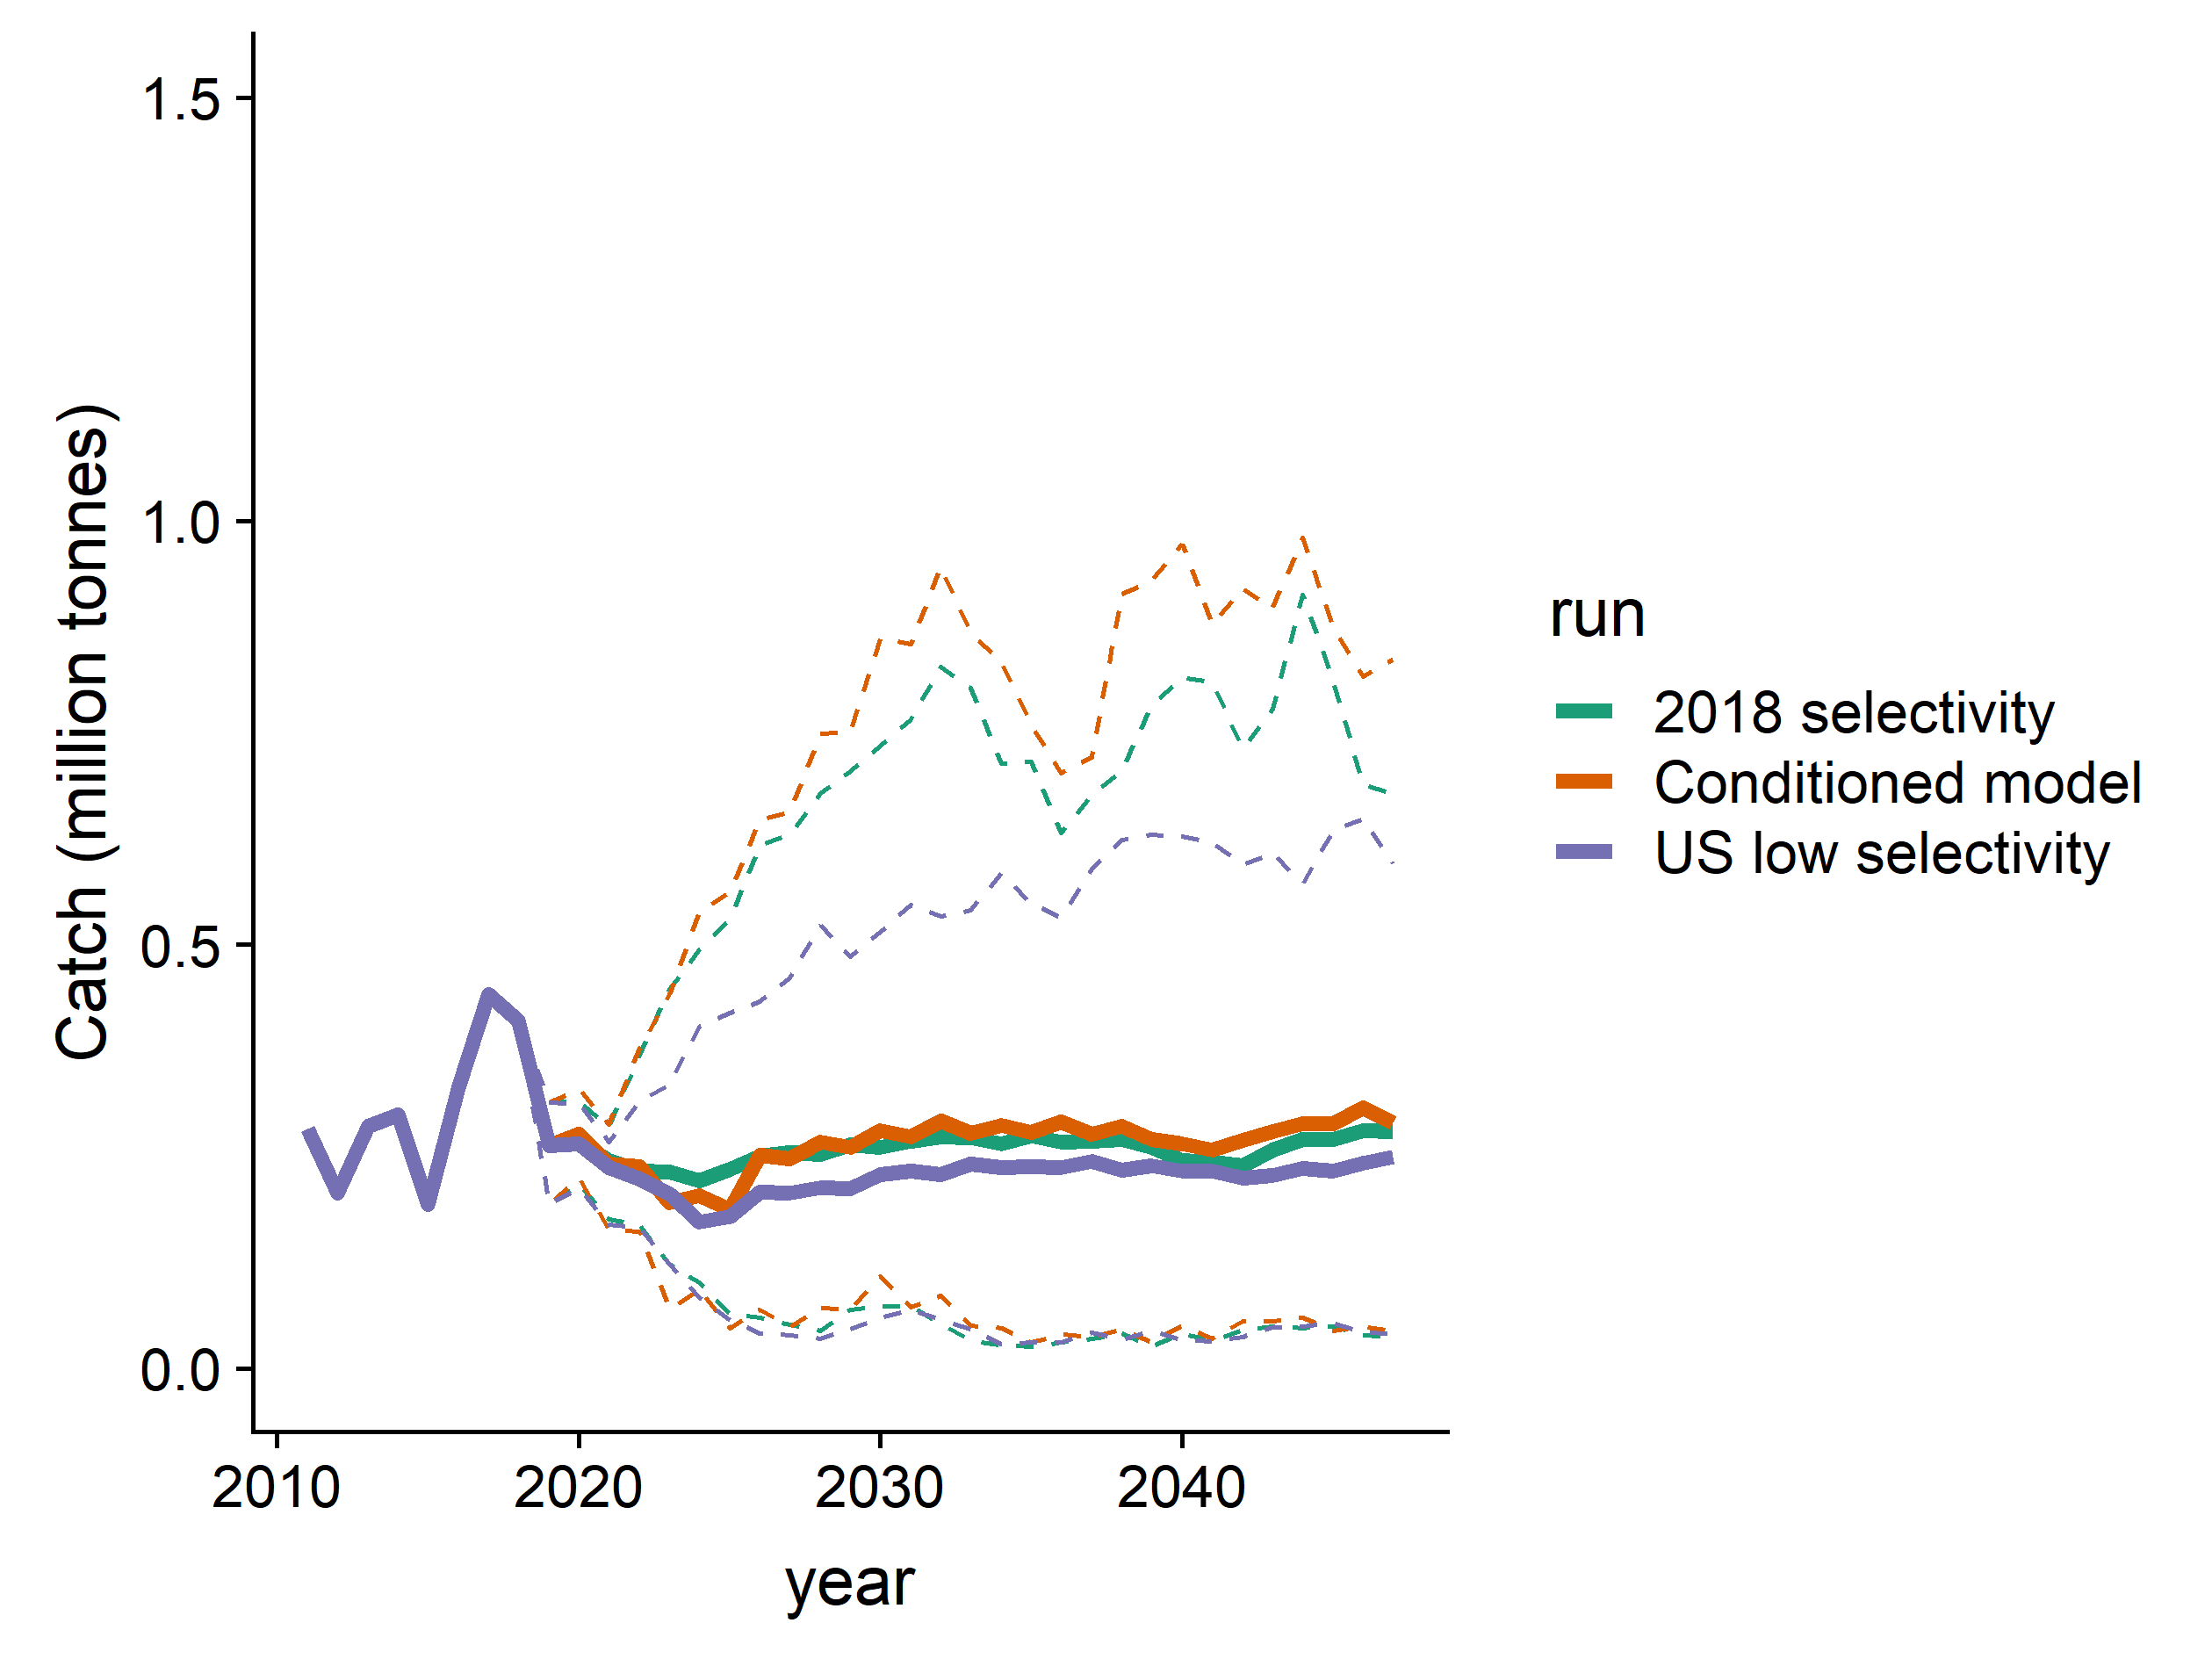 Catch (million tonnes)
1.5
1.0
0.5
0.0
2010 2020 2030 2040
year
run
2018 selectivity
Conditioned model
US low selectivity